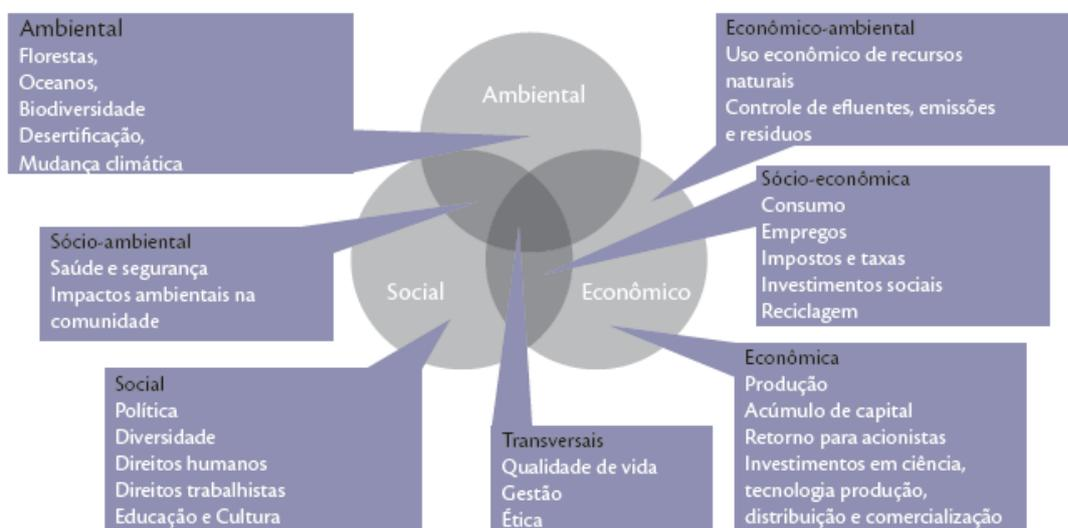 Ambiental
Florestas,
Oceanos,
Biodiversidade
Desertificação,
Mudança climática
Econômico-ambiental
Uso econômico de recursos
naturais
Controle de efluentes, emissões
e residuos
Ambiental
Social
Econômico
Sócio-econômica
Consumo
Empregos
Impostos e taxas
Investimentos sociais
Reciclagem
Sócio-ambiental
Saúde e segurança
Impactos ambientais na
comunidade
Social
Política
Diversidade
Direitos humanos
Direitos trabalhistas
Educação e Cultura
Transversais
Qualidade de vida
Gestão
Ética
Econômica
Produção
Acúmulo de capital
Retorno para acionistas
Investimentos em ciência,
tecnologia produção,
distribuição e comercialização